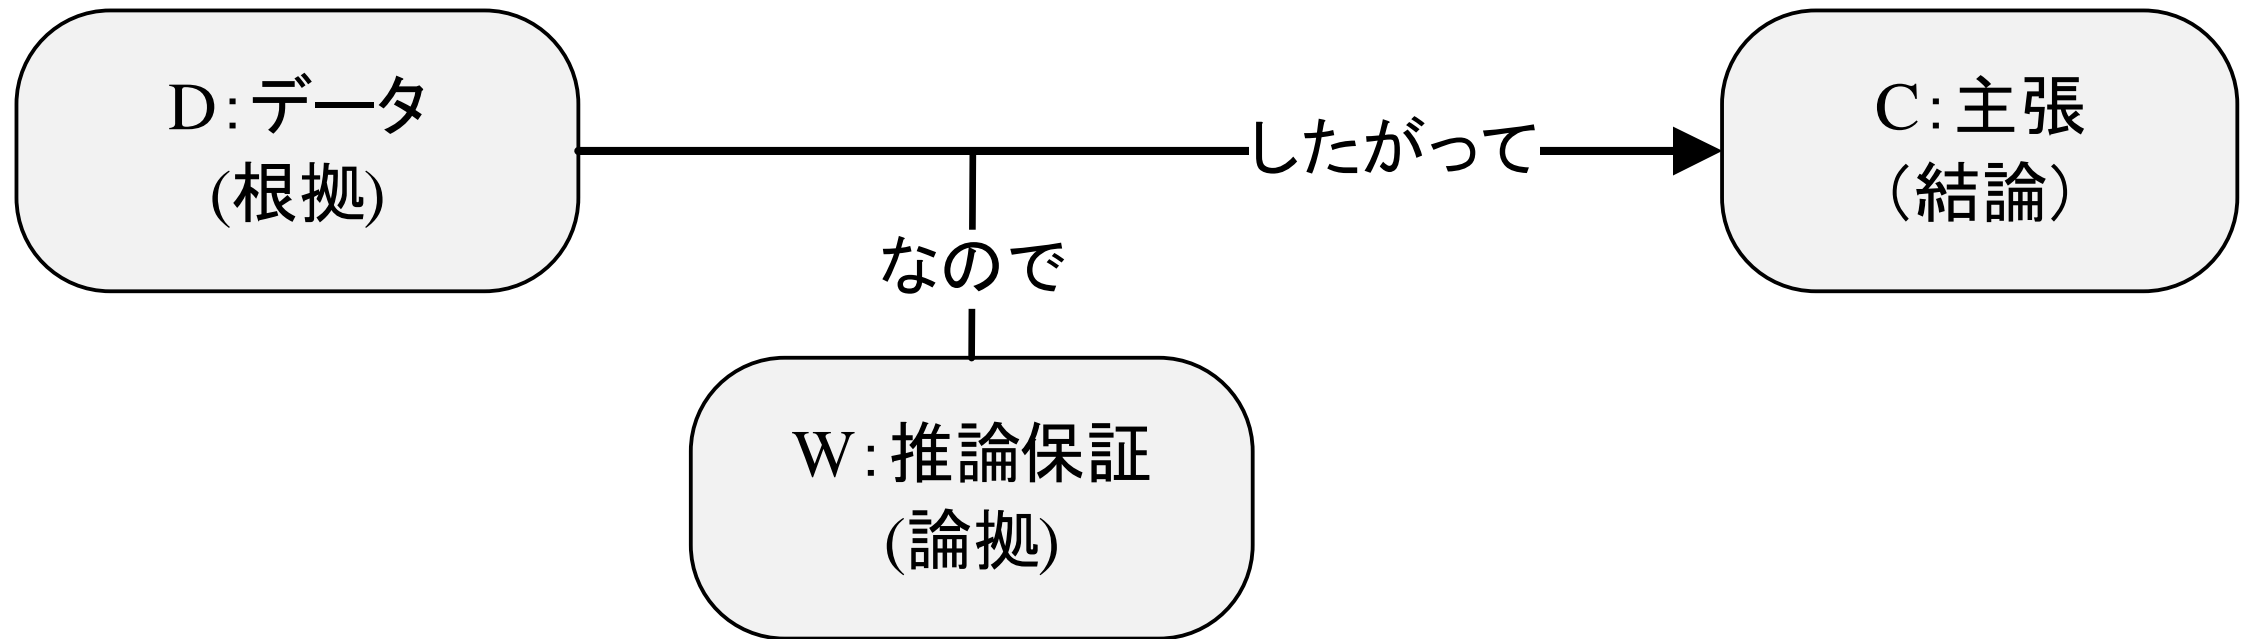 D:データ
(根拠)
したがって
C:主張
（結論）
なので
W:推論保証
(論拠)